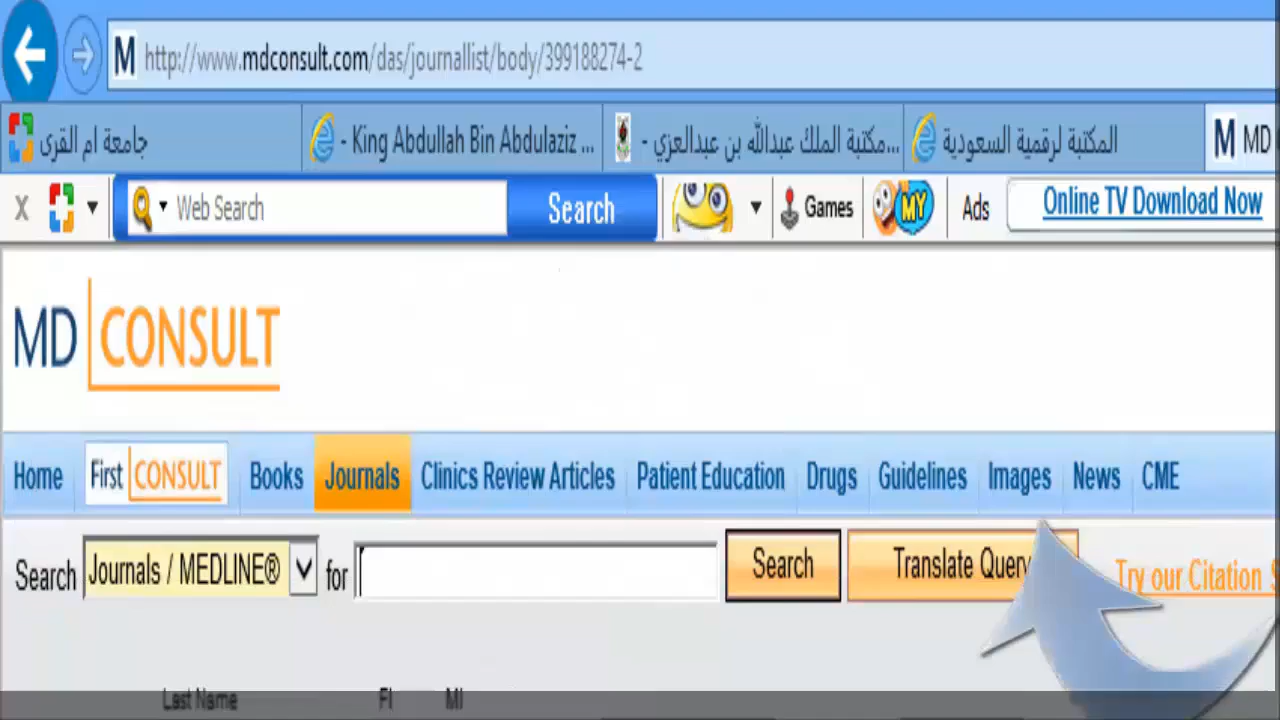 M http://www.mdconsult.com/das/journallist/body/399188274-2
جامعة ام القرى
- King Abdullah Bin Abdulaziz ...
مكتبة الملك عبدالله بن عبدالعزي - ...
المكتبة لرقمية السعودية
M MD
X Web Search Search Games MY Ads Online TV Download Now
MD CONSULT
Home First CONSULT Books Journals Clinics Review Articles Patient Education Drugs Guidelines Images News CME
Search Journals / MEDLINE® for Search Translate Query Try our Citation S
Last Name FI MI